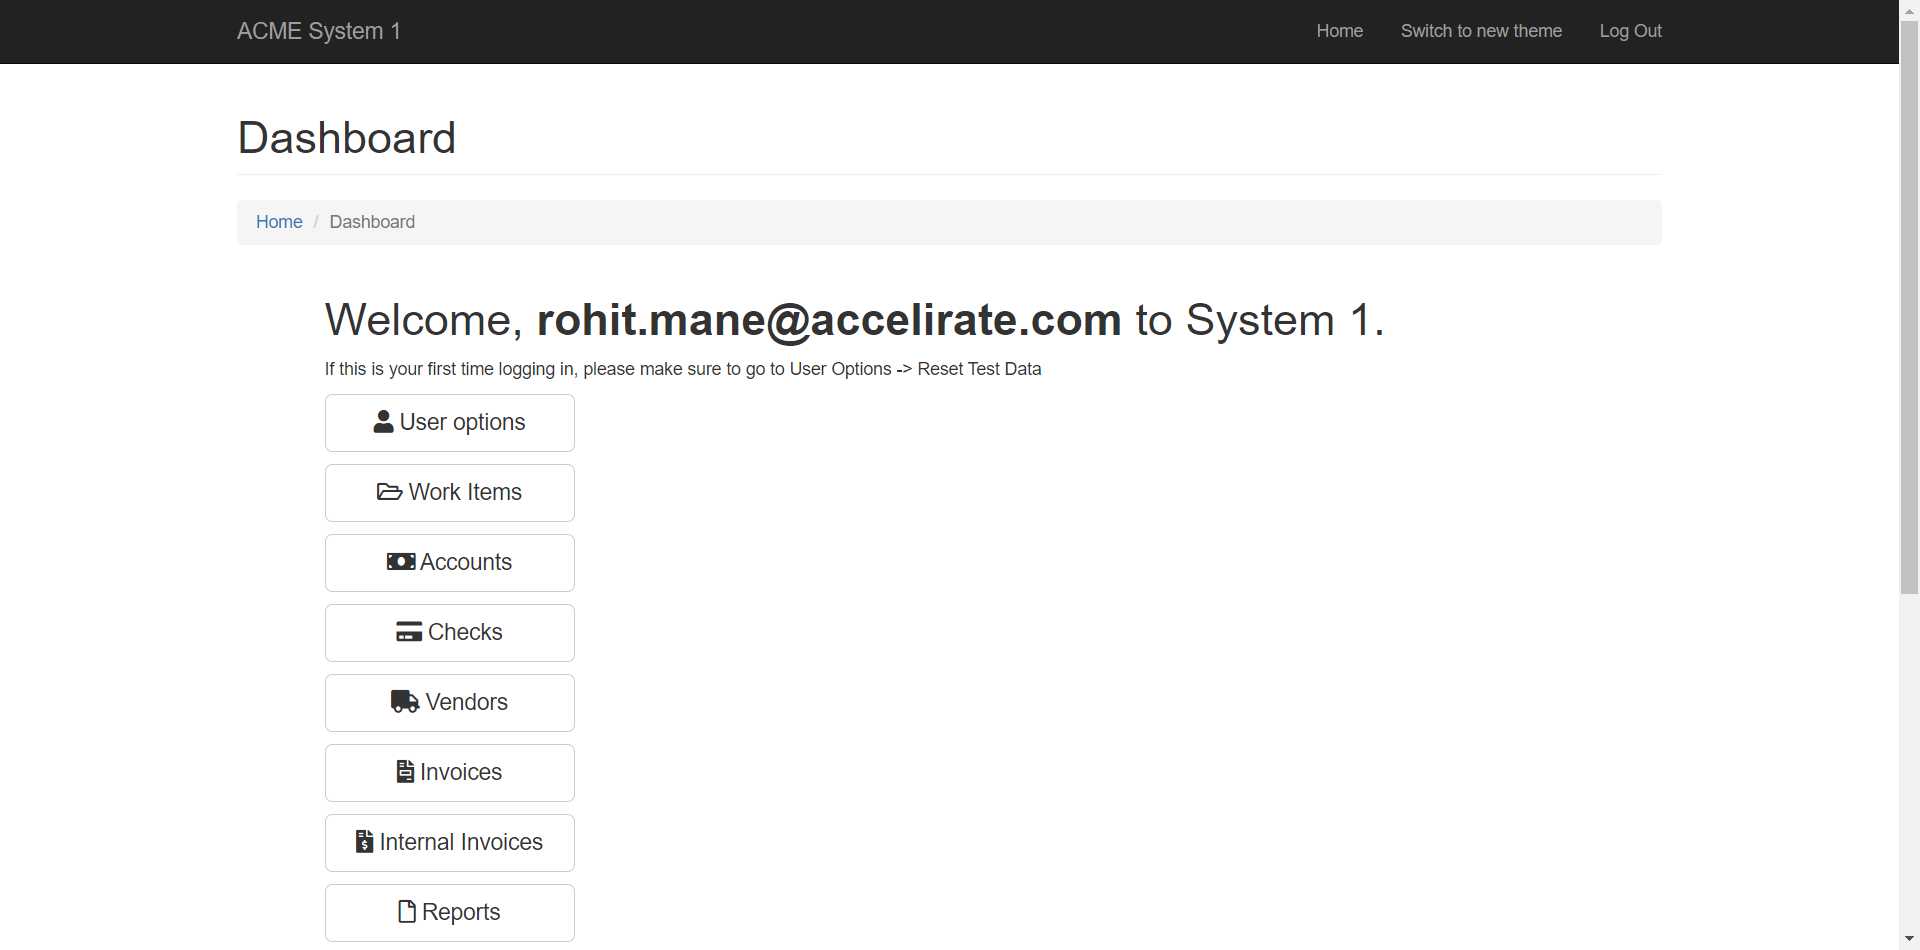 ACME System 1
Home
Switch to new theme
Log Out
Dashboard
Home / Dashboard
Welcome, rohit.mane@accelirate.com to System 1.
If this is your first time logging in, please make sure to go to User Options -> Reset Test Data
User options
Work Items
Accounts
Checks
Vendors
Invoices
Internal Invoices
Reports